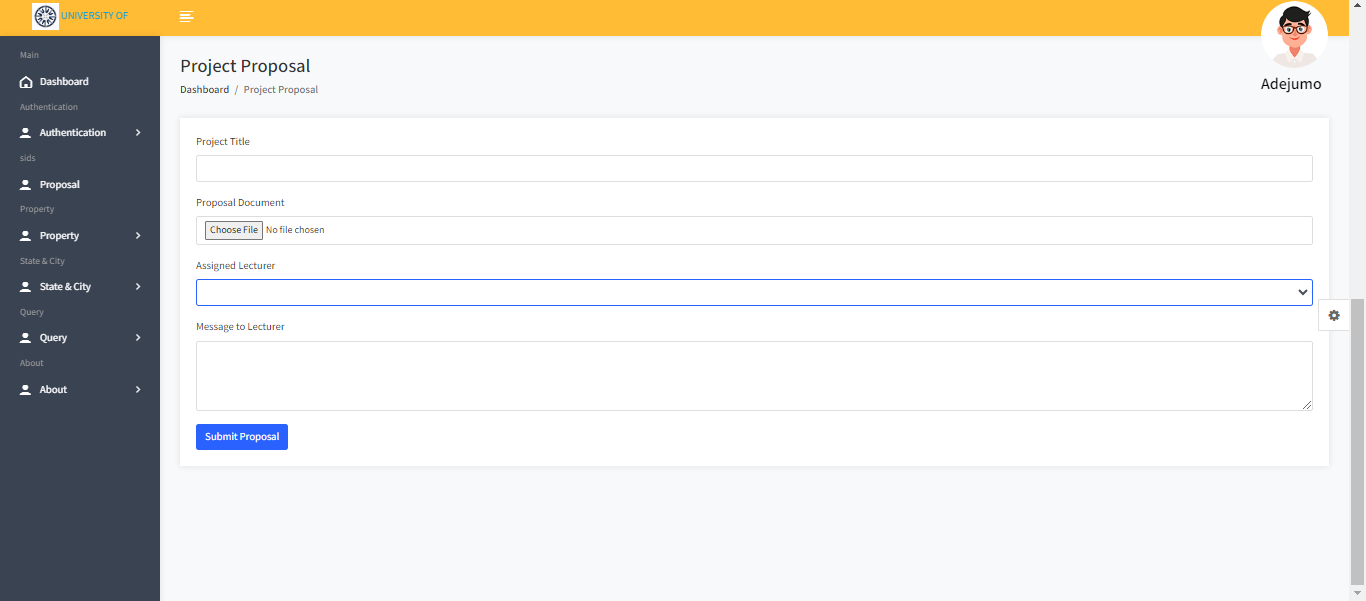 UNIVERSITY OF
Adejumo
Main
Dashboard
Authentication
Authentication
sids
Proposal
Property
Property
State & City
State & City
Query
Query
About
About
Project Proposal
Dashboard / Project Proposal
Project Title
Proposal Document
Choose File No file chosen
Assigned Lecturer
Message to Lecturer
Submit Proposal